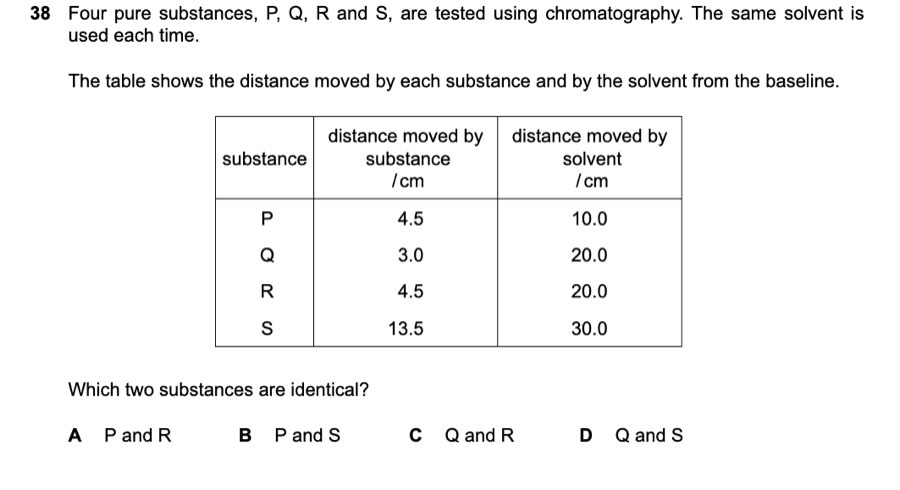 38 Four pure substances, P, Q, R and S, are tested using chromatography. The same solvent is
used each time.
The table shows the distance moved by each substance and by the solvent from the baseline.
substance | distance moved by substance /cm | distance moved by solvent /cm
P 4.5 10.0
Q 3.0 20.0
R 4.5 20.0
S 13.5 30.0
Which two substances are identical?
A P and R B P and S C Q and R D Q and S